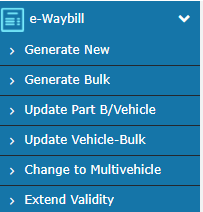 e-Waybill
Generate New
Generate Bulk
Update Part B/Vehicle
Update Vehicle-Bulk
Change to Multivehicle
Extend Validity